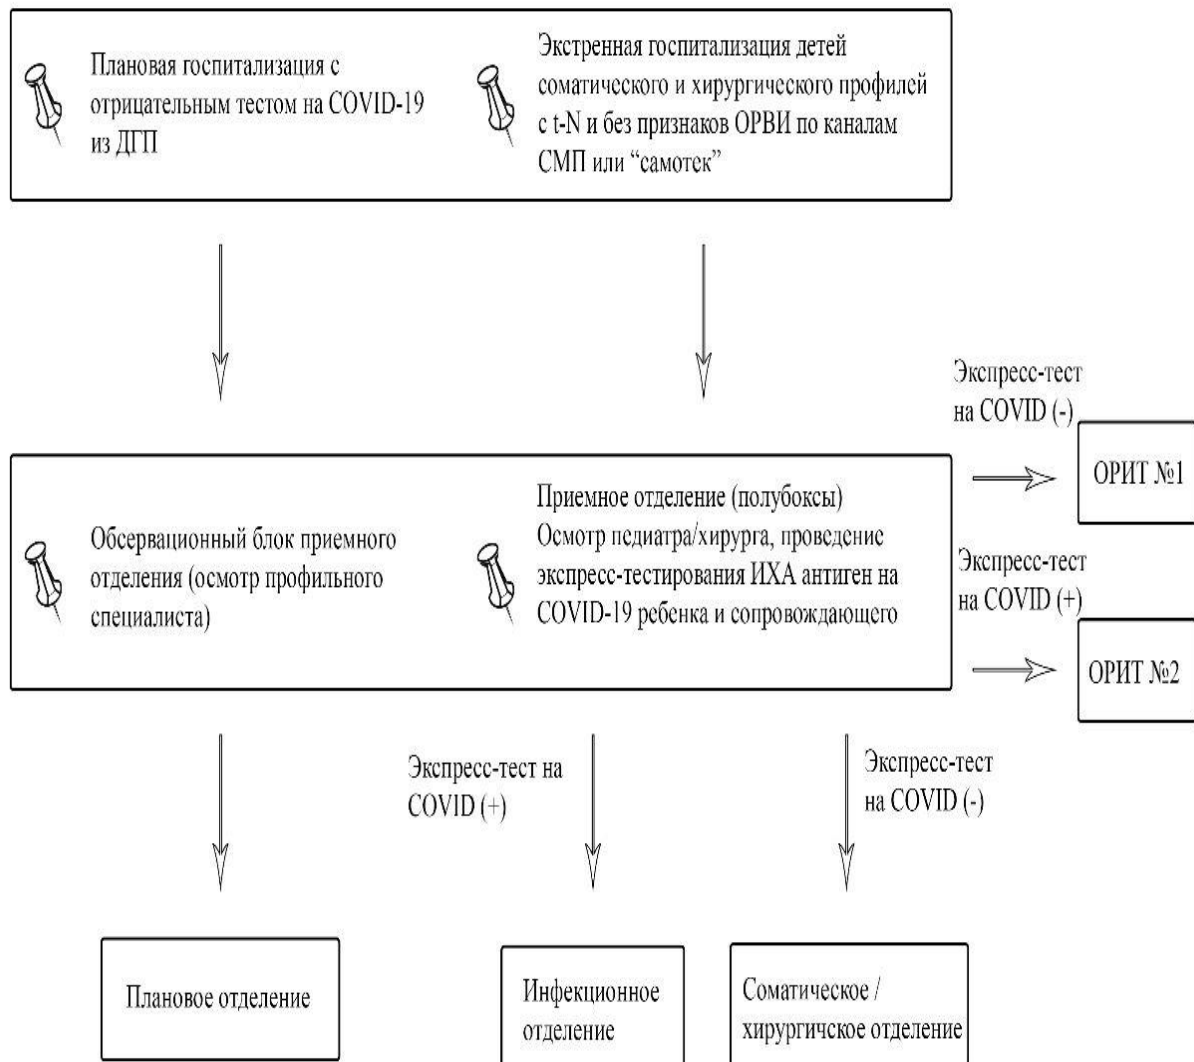 Плановая госпитализация с
отрицательным тестом на COVID-19
из ДГП
Экстренная госпитализация детей
соматического и хирургического профилей
с t-N и без признаков ОРВИ по каналам
СМП или “самотек”
Экспресс-тест
на COVID (-)
ОРИТ №1
Обсервационный блок приемного
отделения (осмотр профильного
специалиста)
Приемное отделение (полубоксы)
Осмотр педиатра/хирурга, проведение
экспресс-тестирования ИХА антиген на
COVID-19 ребенка и сопровождающего
Экспресс-тест
на COVID (+)
ОРИТ №2
Экспресс-тест на
COVID (+)
Экспресс-тест
на COVID (-)
Плановое отделение
Инфекционное
отделение
Соматическое /
хирургичское отделение